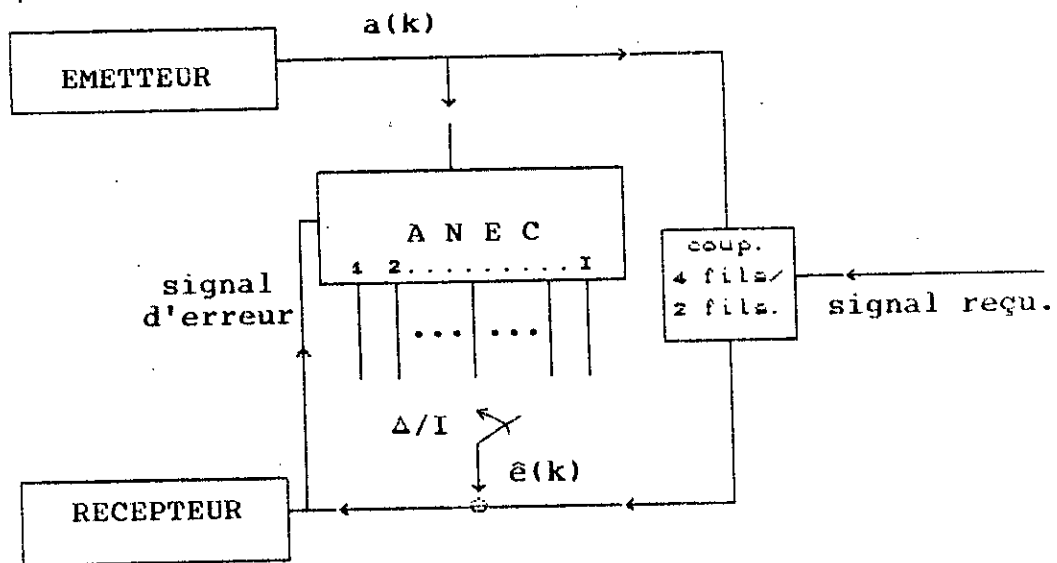 a(k)
EMETTEUR
A N E C
1 2.........I
coup.
4 fils/
2 fils.
signal
d'erreur
signal reçu.
Δ/I
ê(k)
RECEPTEUR